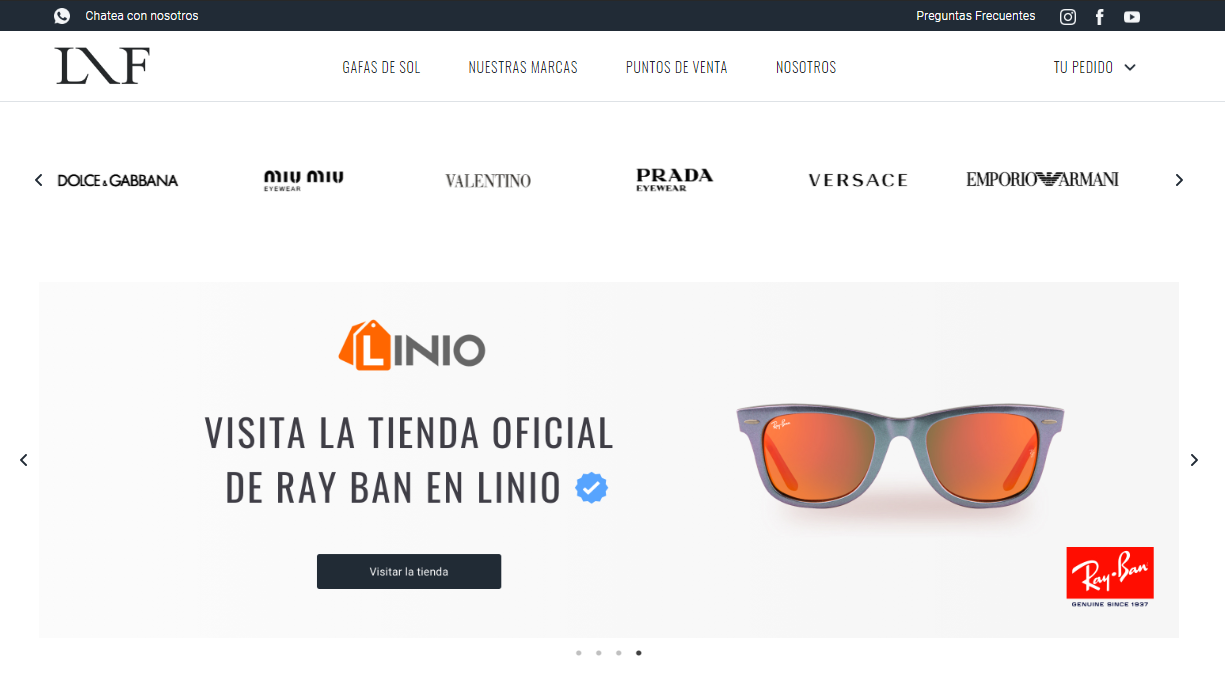 Chatea con nosotros
Preguntas Frecuentes
LXF
GAFAS DE SOL
NUESTRAS MARCAS
PUNTOS DE VENTA
NOSOTROS
TU PEDIDO
DOLCE & GABBANA
miu miu
EYEWEAR
VALENTINO
PRADA
EYEWEAR
VERSACE
EMPORIO ARMANI
LINIO
VISITA LA TIENDA OFICIAL
DE RAY BAN EN LINIO
Visitar la tienda
Ray-Ban
Ray-Ban
GENUINE SINCE 1937